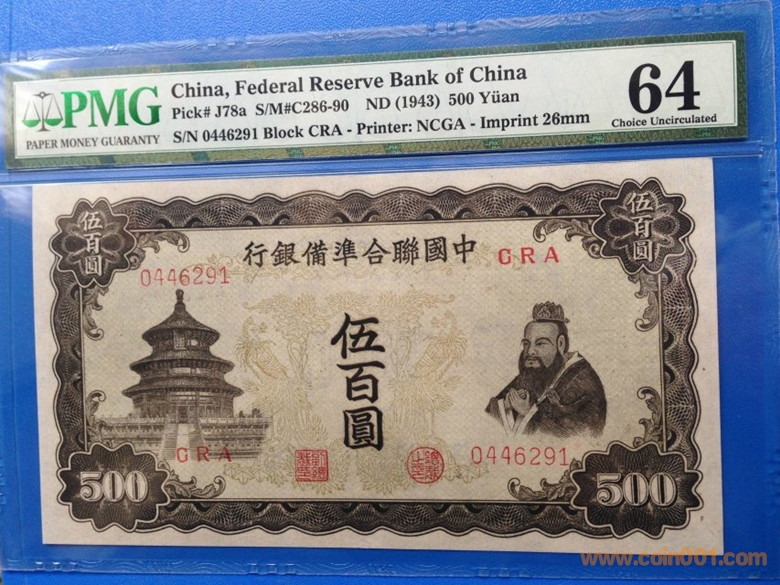 PMG
PAPER MONEY GUARANTY
China, Federal Reserve Bank of China
Pick# J78a S/M#C286-90 ND (1943) 500 Yüan
S/N 0446291 Block CRA - Printer: NCGA - Imprint 26mm
64
Choice Uncirculated
伍百圓
伍百圓
中國聯合準備銀行
CRA
0446291
伍百圓
CRA
0446291
500
500
www.coin001.com